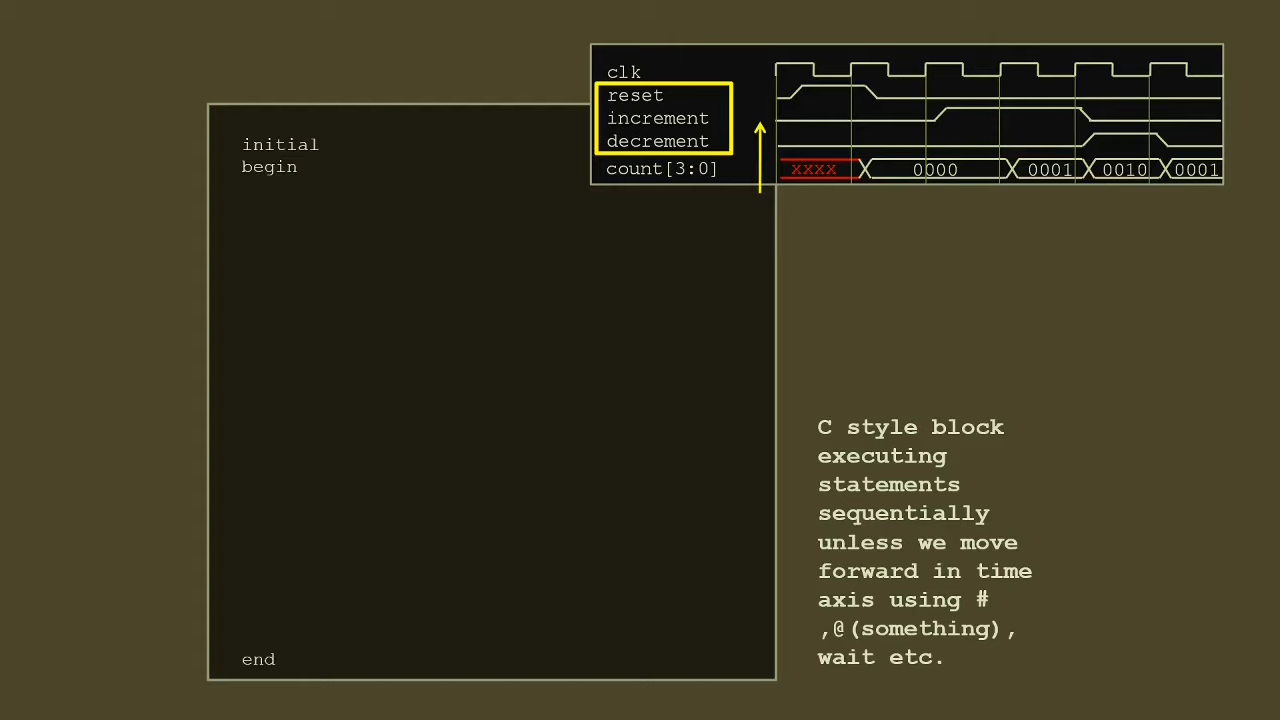 clk
reset
increment
decrement
count[3:0] xxxx 0000 0001 0010 0001
initial
begin
C style block
executing
statements
sequentially
unless we move
forward in time
axis using #
,@(something),
wait etc.
end